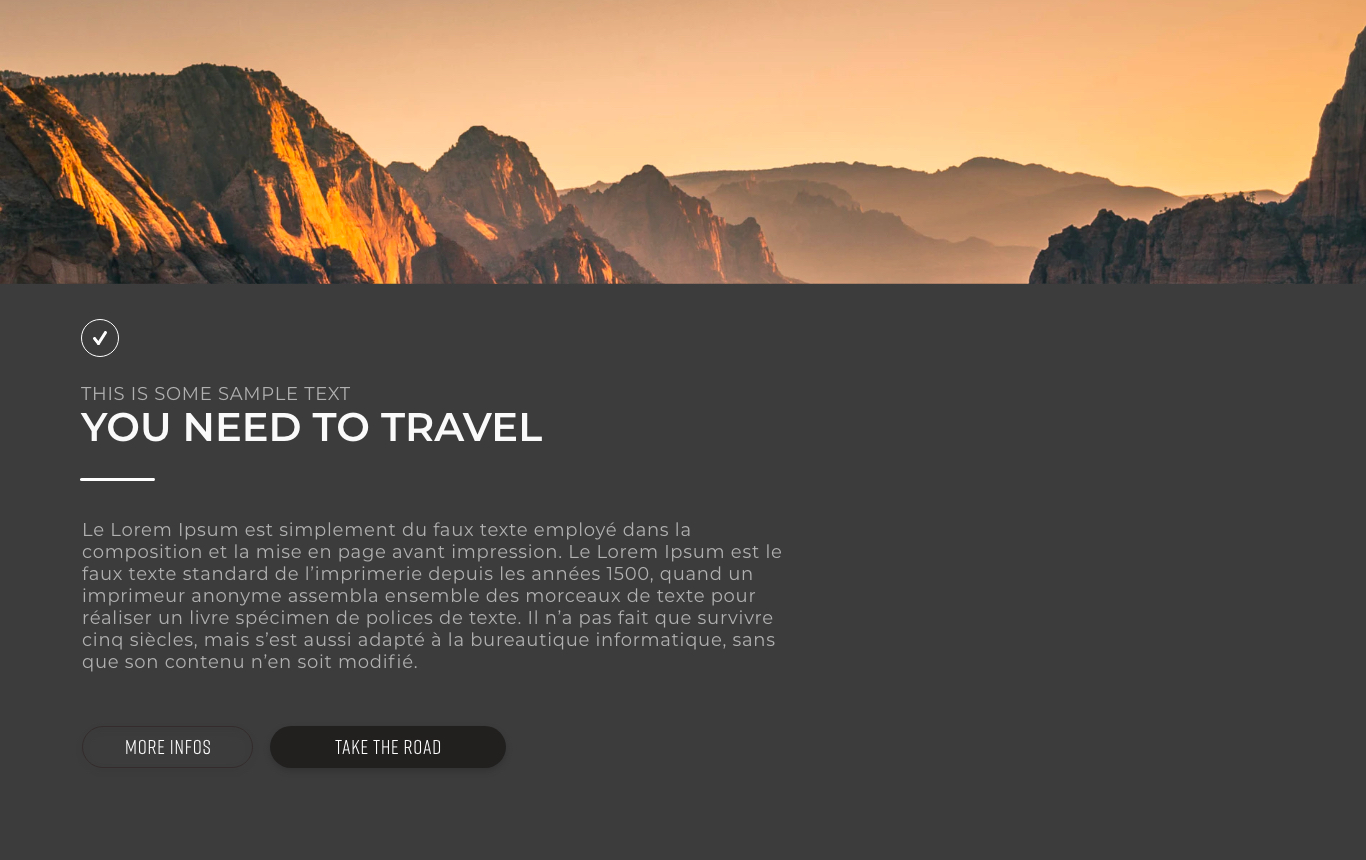 THIS IS SOME SAMPLE TEXT
YOU NEED TO TRAVEL
Le Lorem Ipsum est simplement du faux texte employé dans la
composition et la mise en page avant impression. Le Lorem Ipsum est le
faux texte standard de l’imprimerie depuis les années 1500, quand un
imprimeur anonyme assembla ensemble des morceaux de texte pour
réaliser un livre spécimen de polices de texte. Il n’a pas fait que survivre
cinq siècles, mais s’est aussi adapté à la bureautique informatique, sans
que son contenu n’en soit modifié.
MORE INFOS TAKE THE ROAD